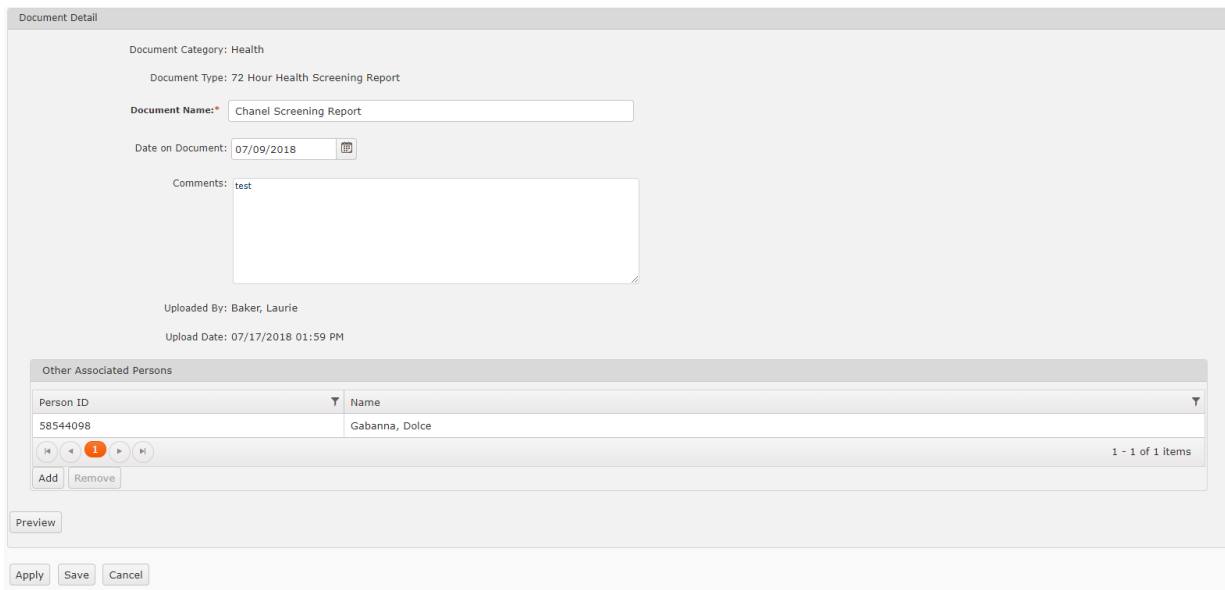 Document Detail
Document Category: Health
Document Type: 72 Hour Health Screening Report
Document Name:* Chanel Screening Report
Date on Document: 07/09/2018
Comments: test
Uploaded By: Baker, Laurie
Upload Date: 07/17/2018 01:59 PM
Other Associated Persons
Person ID Name
58544098 Gabanna, Dolce
1 1 - 1 of 1 items
Add Remove
Preview
Apply Save Cancel